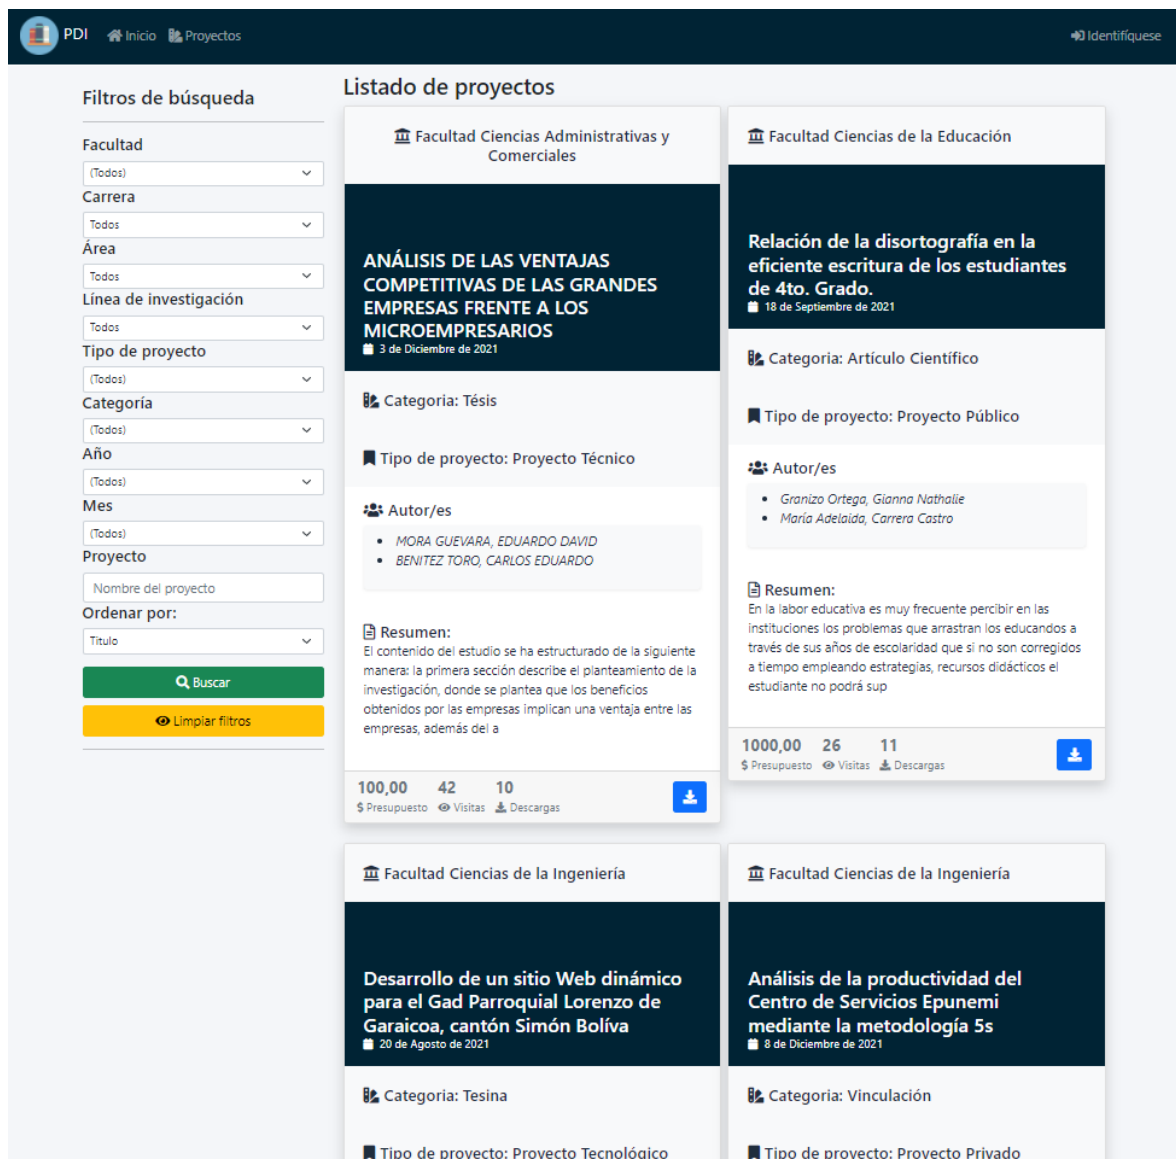 PDI Inicio Proyectos Identifíquese
Filtros de búsqueda
Facultad
(Todos)
Carrera
Todos
Área
Todos
Línea de investigación
Todos
Tipo de proyecto
(Todos)
Categoría
(Todos)
Año
(Todos)
Mes
(Todos)
Proyecto
Nombre del proyecto
Ordenar por:
Titulo
Buscar
Limpiar filtros
Listado de proyectos
Facultad Ciencias Administrativas y
Comerciales
ANÁLISIS DE LAS VENTAJAS
COMPETITIVAS DE LAS GRANDES
EMPRESAS FRENTE A LOS
MICROEMPRESARIOS
3 de Diciembre de 2021
Categoria: Tésis
Tipo de proyecto: Proyecto Técnico
Autor/es
MORA GUEVARA, EDUARDO DAVID
BENITEZ TORO, CARLOS EDUARDO
Resumen:
El contenido del estudio se ha estructurado de la siguiente
manera: la primera sección describe el planteamiento de la
investigación, donde se plantea que los beneficios
obtenidos por las empresas implican una ventaja entre las
empresas, además del a
100,00 42 10
$ Presupuesto Visitas Descargas
Facultad Ciencias de la Educación
Relación de la disortografía en la
eficiente escritura de los estudiantes
de 4to. Grado.
18 de Septiembre de 2021
Categoria: Artículo Científico
Tipo de proyecto: Proyecto Público
Autor/es
Granizo Ortega, Gianna Nathalie
María Adelaida, Carrera Castro
Resumen:
En la labor educativa es muy frecuente percibir en las
instituciones los problemas que arrastran los educandos a
través de sus años de escolaridad que si no son corregidos
a tiempo empleando estrategias, recursos didácticos el
estudiante no podrá sup
1000,00 26 11
$ Presupuesto Visitas Descargas
Facultad Ciencias de la Ingeniería
Desarrollo de un sitio Web dinámico
para el Gad Parroquial Lorenzo de
Garaicoa, cantón Simón Bolíva
20 de Agosto de 2021
Categoria: Tesina
Tipo de proyecto: Proyecto Tecnológico
Facultad Ciencias de la Ingeniería
Análisis de la productividad del
Centro de Servicios Epunemi
mediante la metodología 5s
8 de Diciembre de 2021
Categoria: Vinculación
Tipo de proyecto: Proyecto Privado